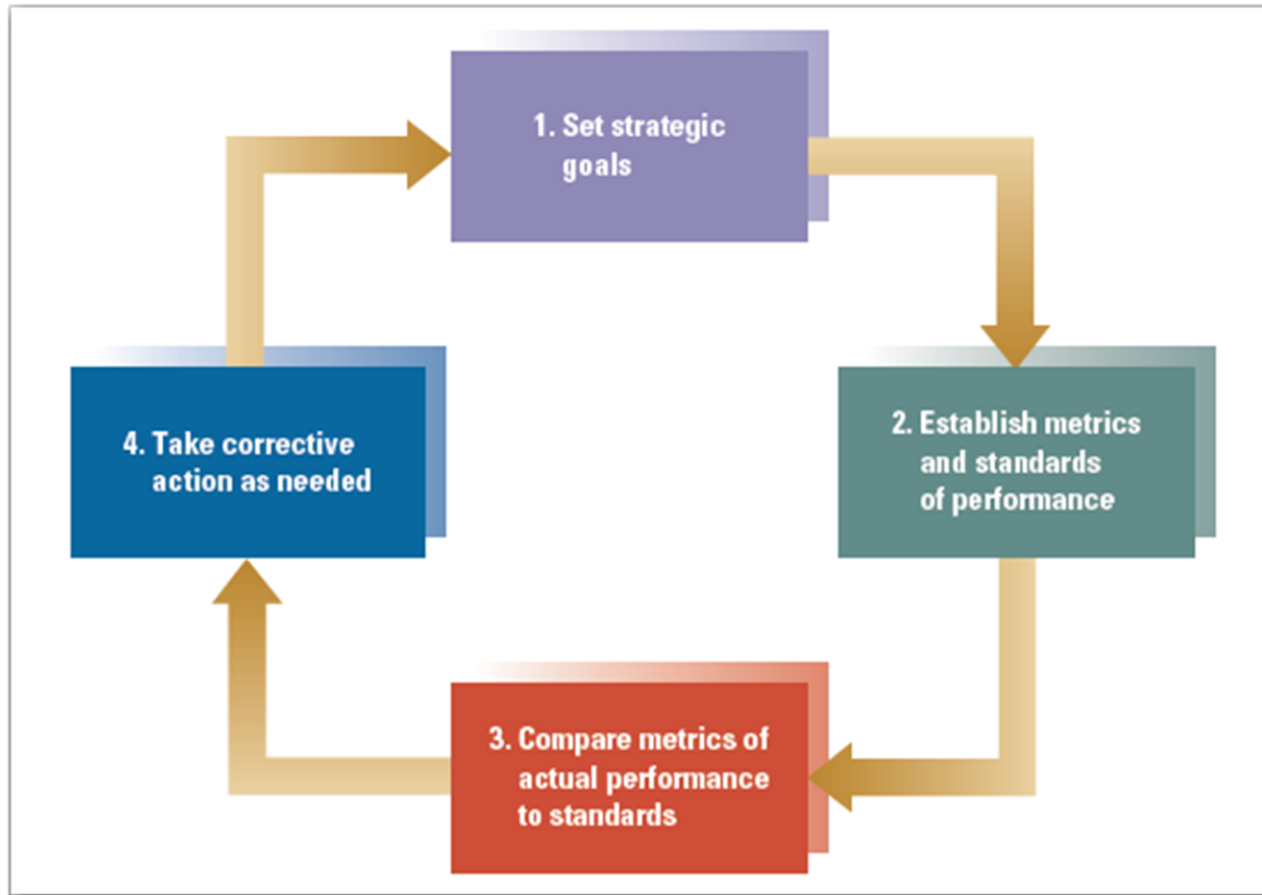 1. Set strategic
goals
2. Establish metrics
and standards
of performance
3. Compare metrics of
actual performance
to standards
4. Take corrective
action as needed